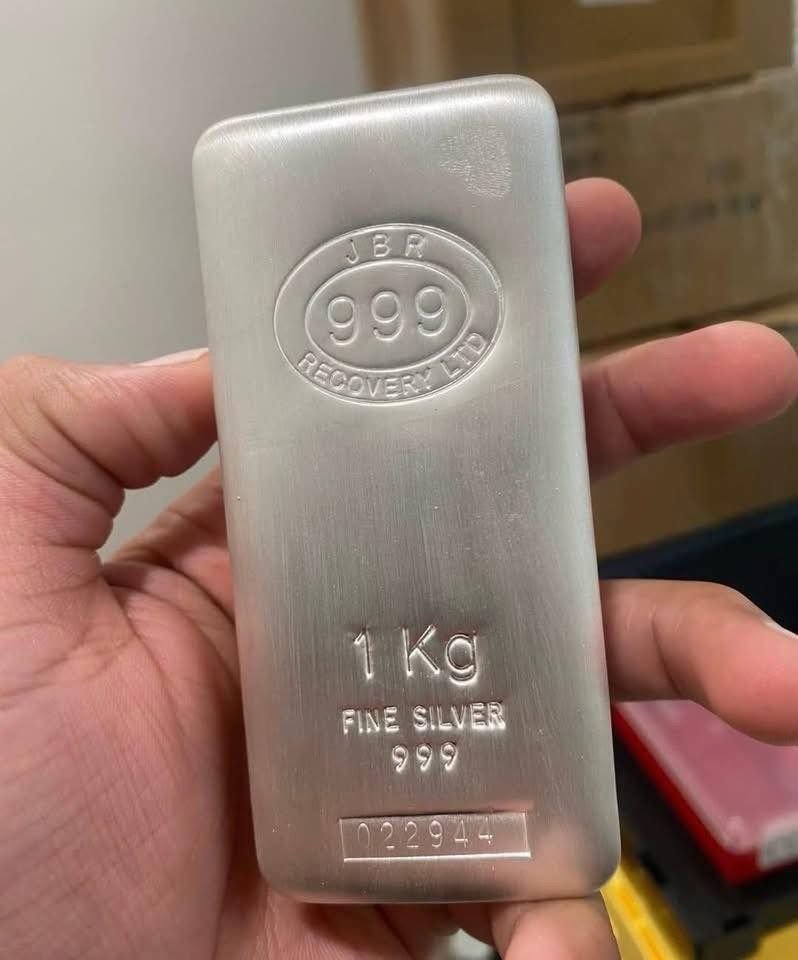 JBR
999
RECOVERY LTD
1 Kg
FINE SILVER
999
022944